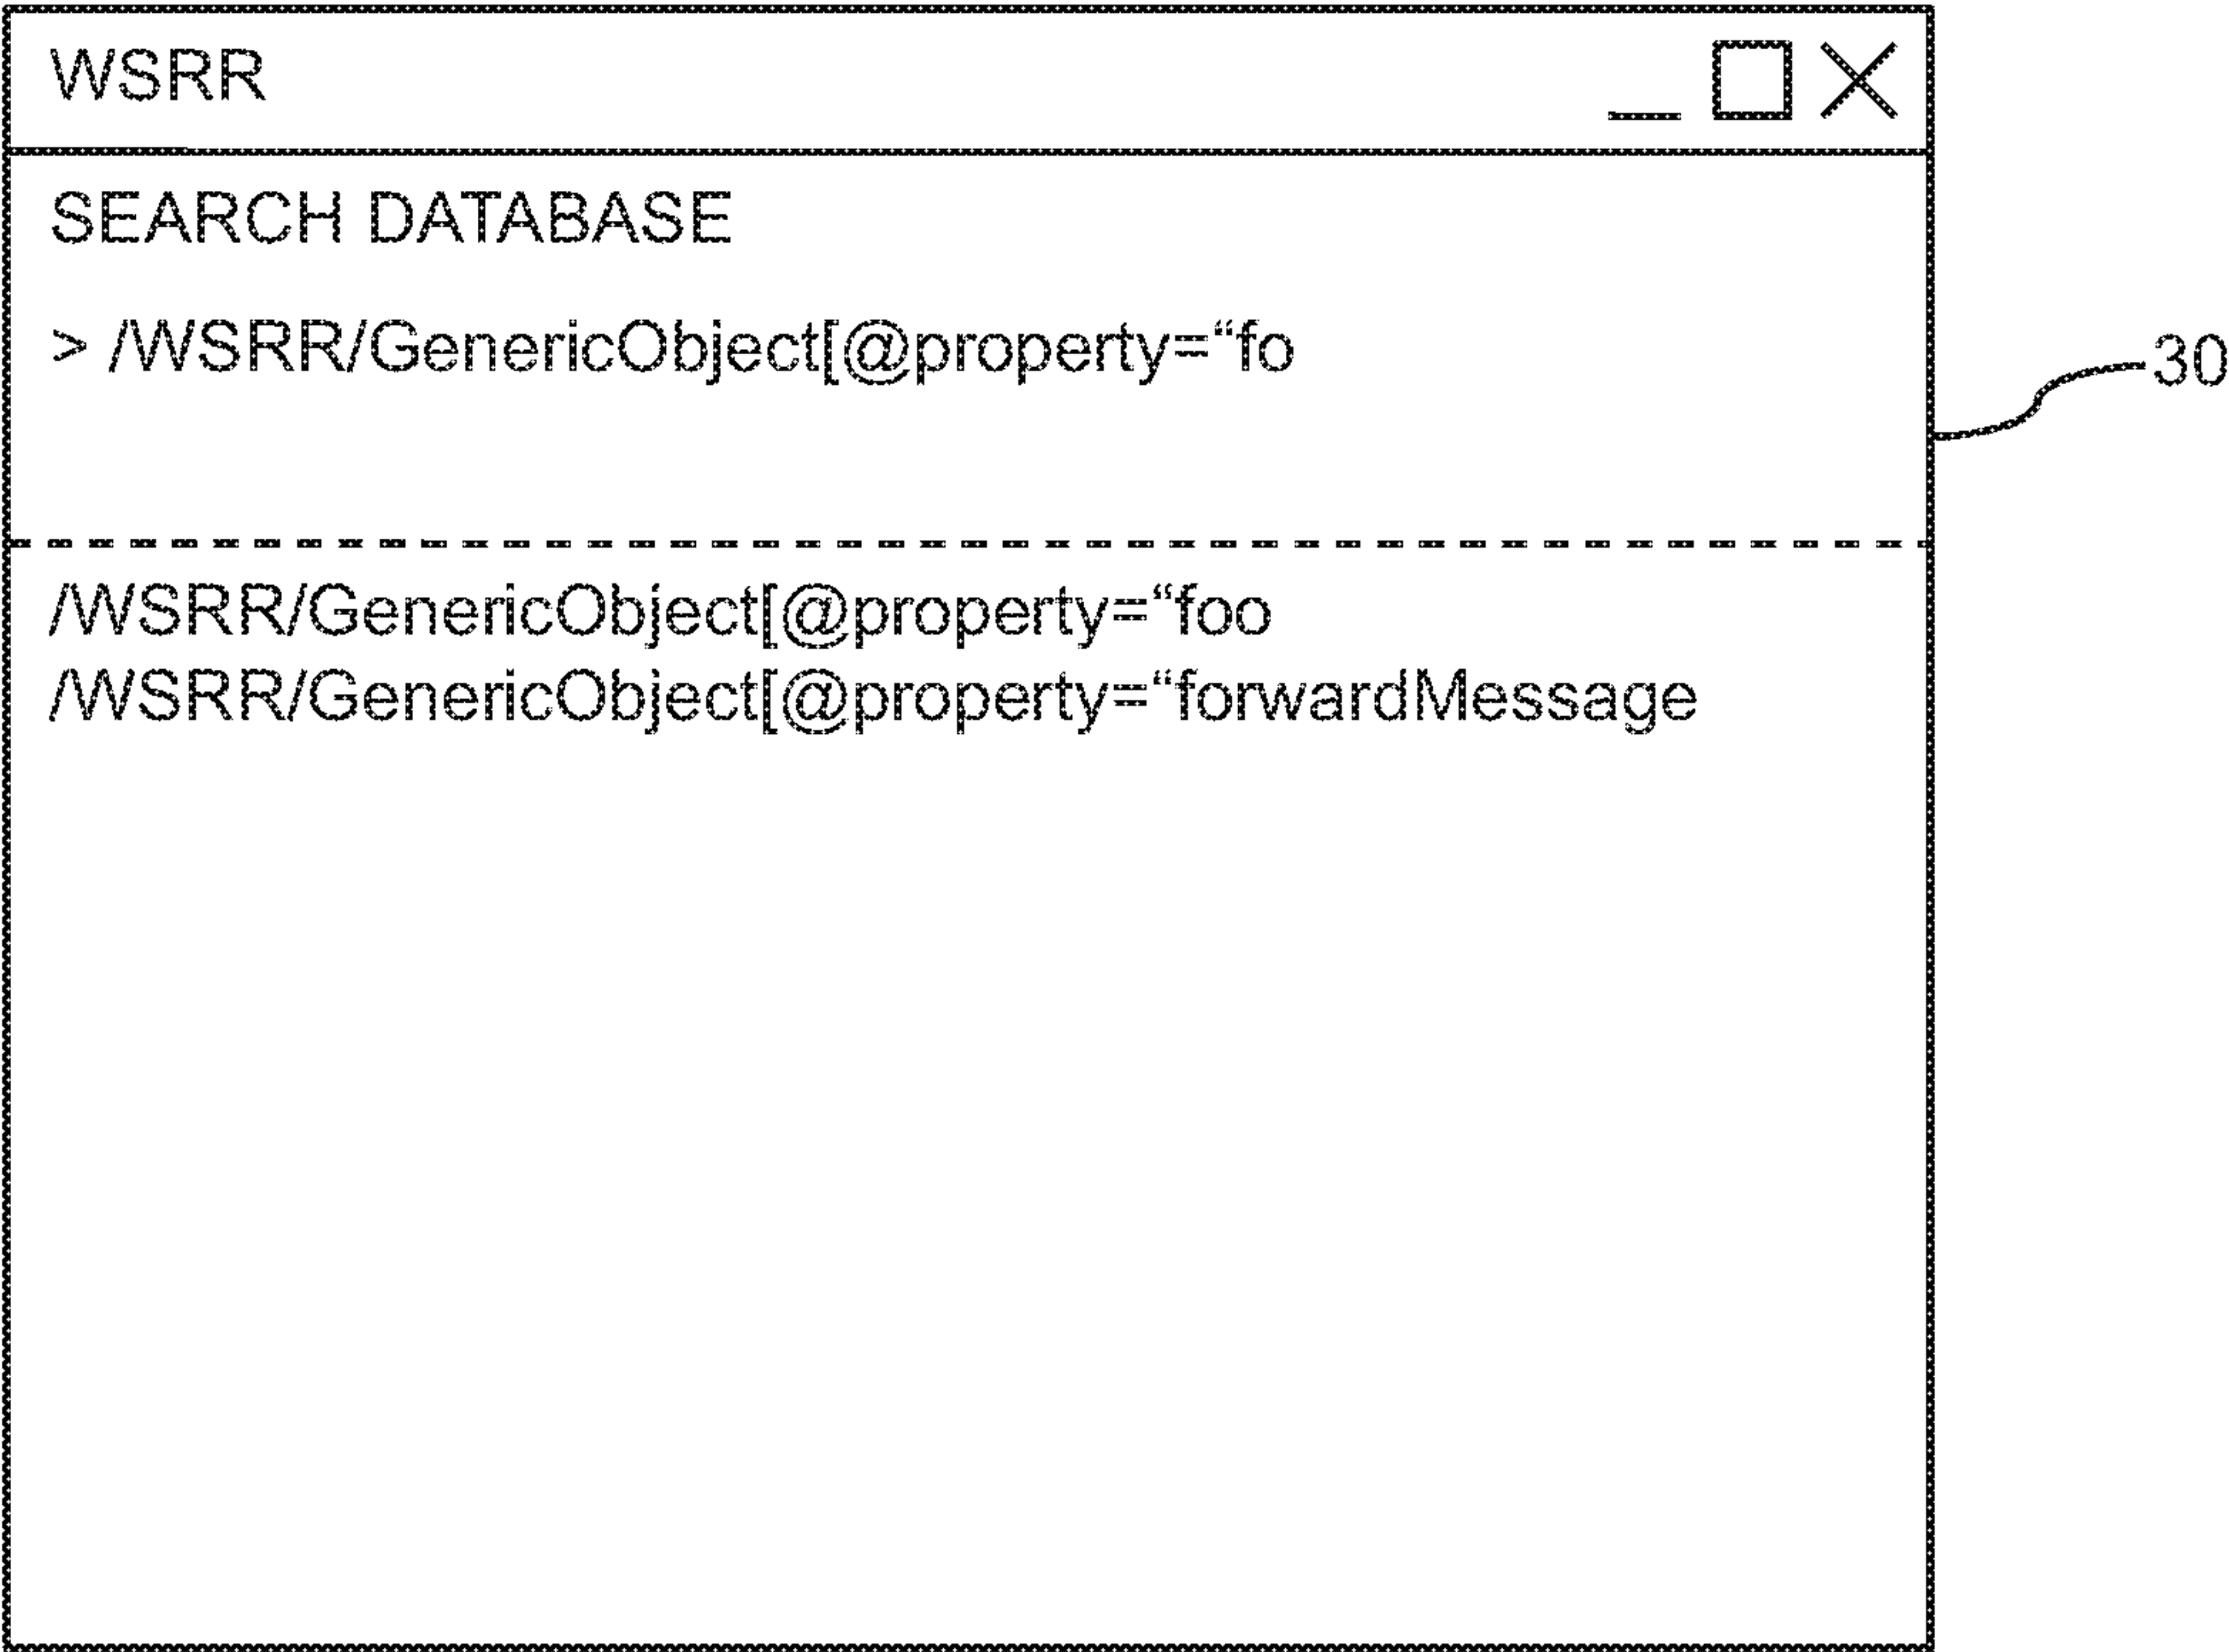 WSRR
SEARCH DATABASE
> /WSRR/GenericObject[@property=“fo
30
/WSRR/GenericObject[@property=“foo
/WSRR/GenericObject[@property=“forwardMessage